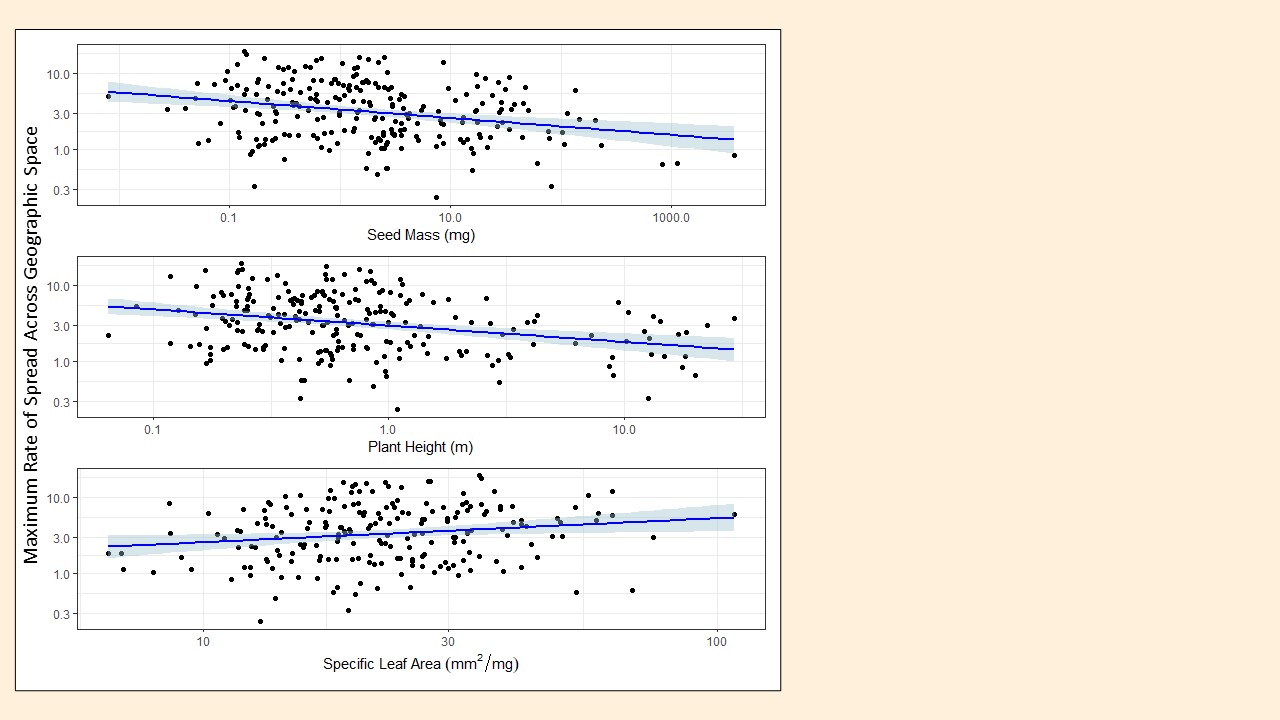 Maximum Rate of Spread Across Geographic Space
10.0
3.0
1.0
0.3
0.1 10.0 1000.0
Seed Mass (mg)
10.0
3.0
1.0
0.3
0.1 1.0 10.0
Plant Height (m)
10.0
3.0
1.0
0.3
10 30 100
Specific Leaf Area (mm²/mg)